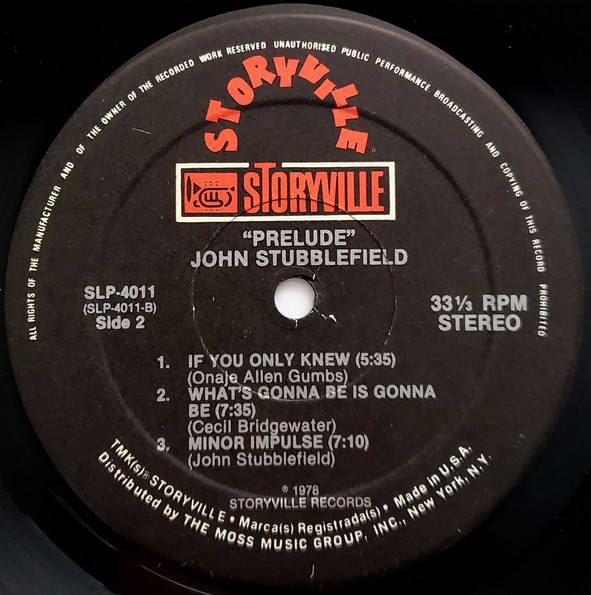 ALL RIGHTS OF THE MANUFACTURER AND OF THE OWNER OF THE RECORDED WORK RESERVED UNAUTHORISED PUBLIC PERFORMANCE BROADCASTING AND COPYING OF THIS RECORD PROHIBITED
STORYVILLE
STORYVILLE
"PRELUDE"
JOHN STUBBLEFIELD
SLP-4011
(SLP-4011-B)
Side 2
33 1/3 RPM
STEREO
1. IF YOU ONLY KNEW (5:35)
(Onaje Allen Gumbs)
2. WHAT'S GONNA BE IS GONNA
BE (7:35)
(Cecil Bridgewater)
3. MINOR IMPULSE (7:10)
(John Stubblefield)
℗ 1978
STORYVILLE RECORDS
TMK(s)® STORYVILLE • Marca(s) Registrada(s) • Made in U.S.A.
Distributed by THE MOSS MUSIC GROUP, INC., New York, N.Y.